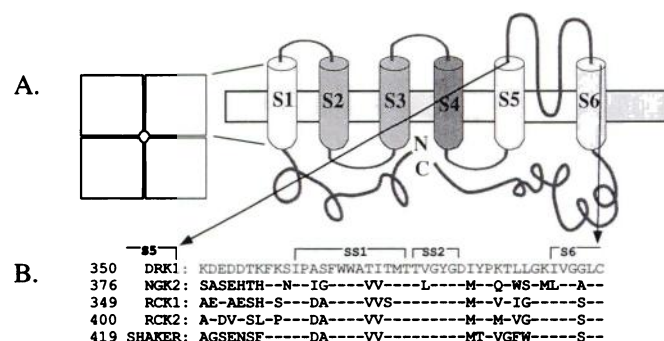 A.
S1 S2 S3 S4 S5 S6
N
C
B.
S5 SS1 SS2 S6
350 DRK1: KDEDDTKFKSIPASFWWATITMTTVGYGDIYPKTLLGKIVGGLC
376 NGK2: SASEHTH--N--IG----VV-----L----M--Q-WS-ML--A--
349 RCK1: AE-AESH-S---DA----VVS---------M--V-IG-----S--
400 RCK2: A-DV-SL-P---DA----VV----------M--M-VG-----S--
419 SHAKER: AGSENSF-----DA----VV----------MT-VGFW-----S--